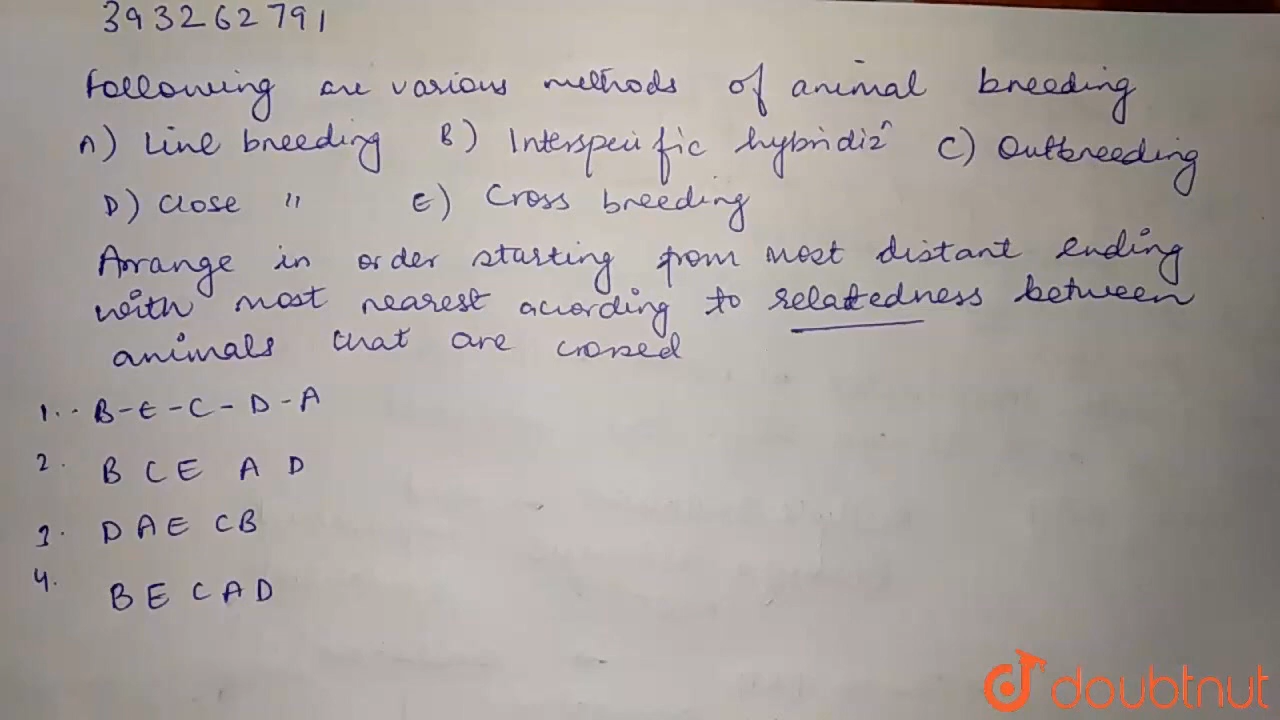 393262791
Following are various methods of animal breeding
A) Line breeding B) Interspecific hybridizⁿ C) Outbreeding
D) Close " E) Cross breeding
Arrange in order starting from most distant ending
with most nearest acording to relatedness between
animals that are crossed
1. B-E-C-D-A
2. B C E A D
3. D A E C B
4. B E C A D
doubtnut